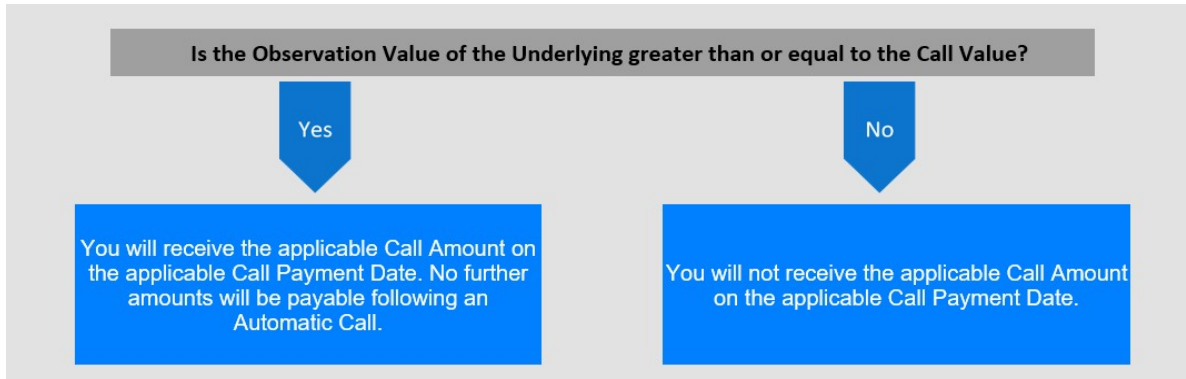 Is the Observation Value of the Underlying greater than or equal to the Call Value?
Yes
No
You will receive the applicable Call Amount on
the applicable Call Payment Date. No further
amounts will be payable following an
Automatic Call.
You will not receive the applicable Call Amount
on the applicable Call Payment Date.